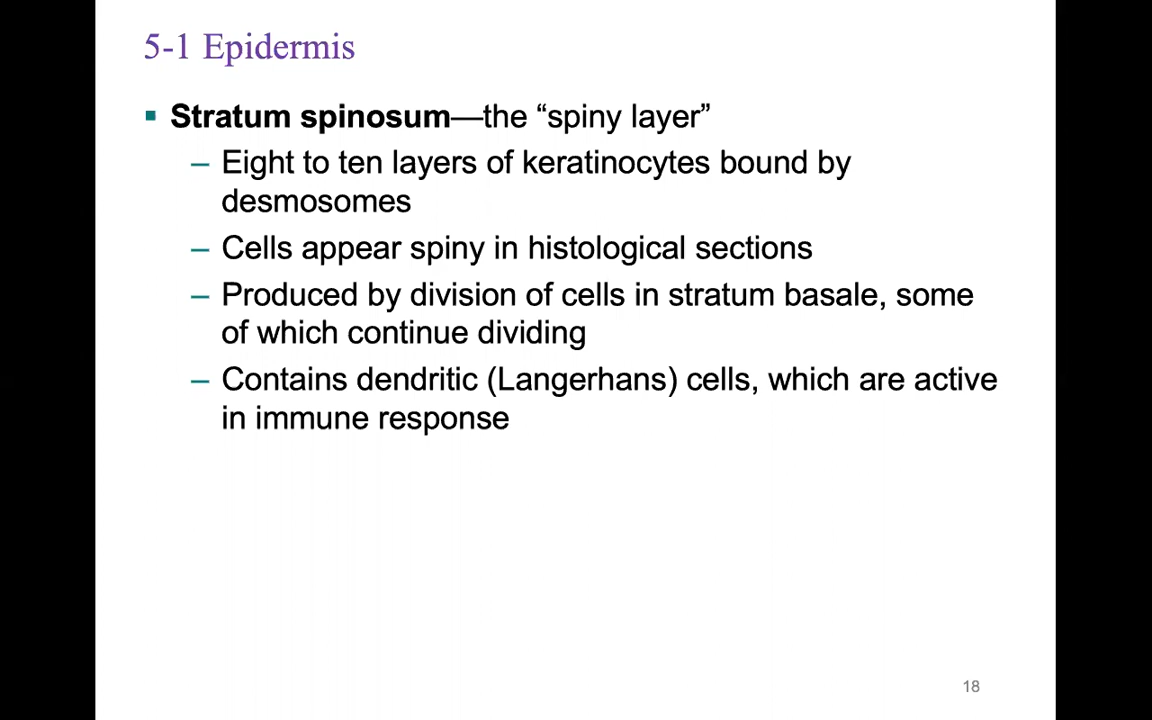 5-1 Epidermis
▪ Stratum spinosum—the “spiny layer”
– Eight to ten layers of keratinocytes bound by
desmosomes
– Cells appear spiny in histological sections
– Produced by division of cells in stratum basale, some
of which continue dividing
– Contains dendritic (Langerhans) cells, which are active
in immune response
18